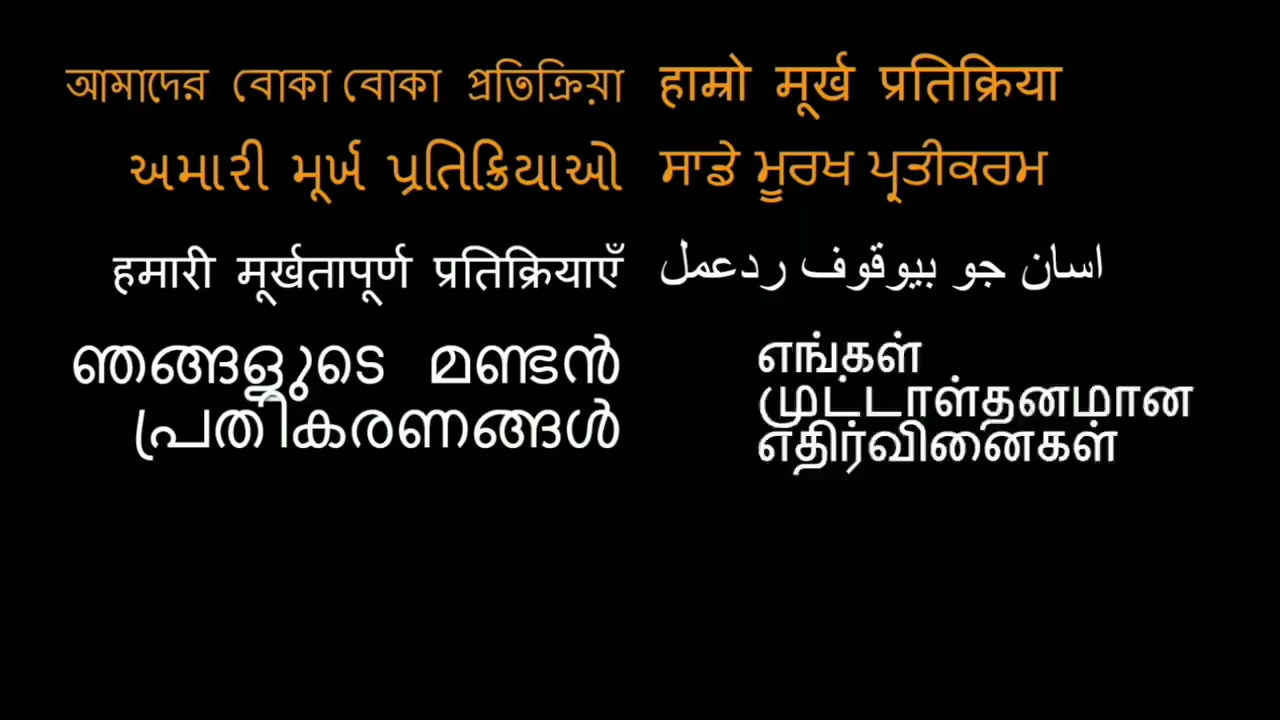 আমাদের বোকা বোকা প্রতিক্রিয়া
हाम्रो मूर्ख प्रतिक्रिया
અમારી મૂર્ખ પ્રતિક્રિયાઓ
ਸਾਡੇ ਮੂਰਖ ਪ੍ਰਤੀਕਰਮ
हमारी मूर्खतापूर्ण प्रतिक्रियाएँ
اسان جو بيوقوف ردعمل
ഞങ്ങളുടെ മണ്ടൻ
പ്രതികരണങ്ങൾ
எங்கள்
முட்டாள்தனமான
எதிர்வினைகள்